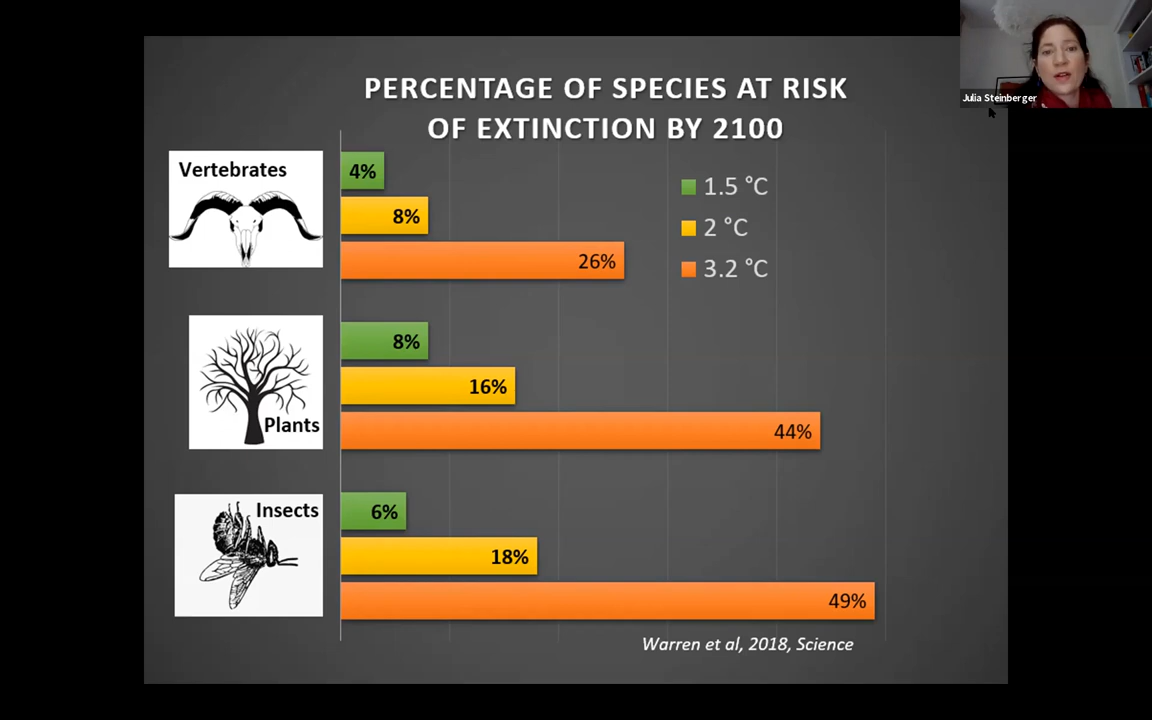 Julia Steinberger
PERCENTAGE OF SPECIES AT RISK
OF EXTINCTION BY 2100
1.5 °C
2 °C
3.2 °C
Vertebrates
4%
8%
26%
Plants
8%
16%
44%
Insects
6%
18%
49%
Warren et al, 2018, Science